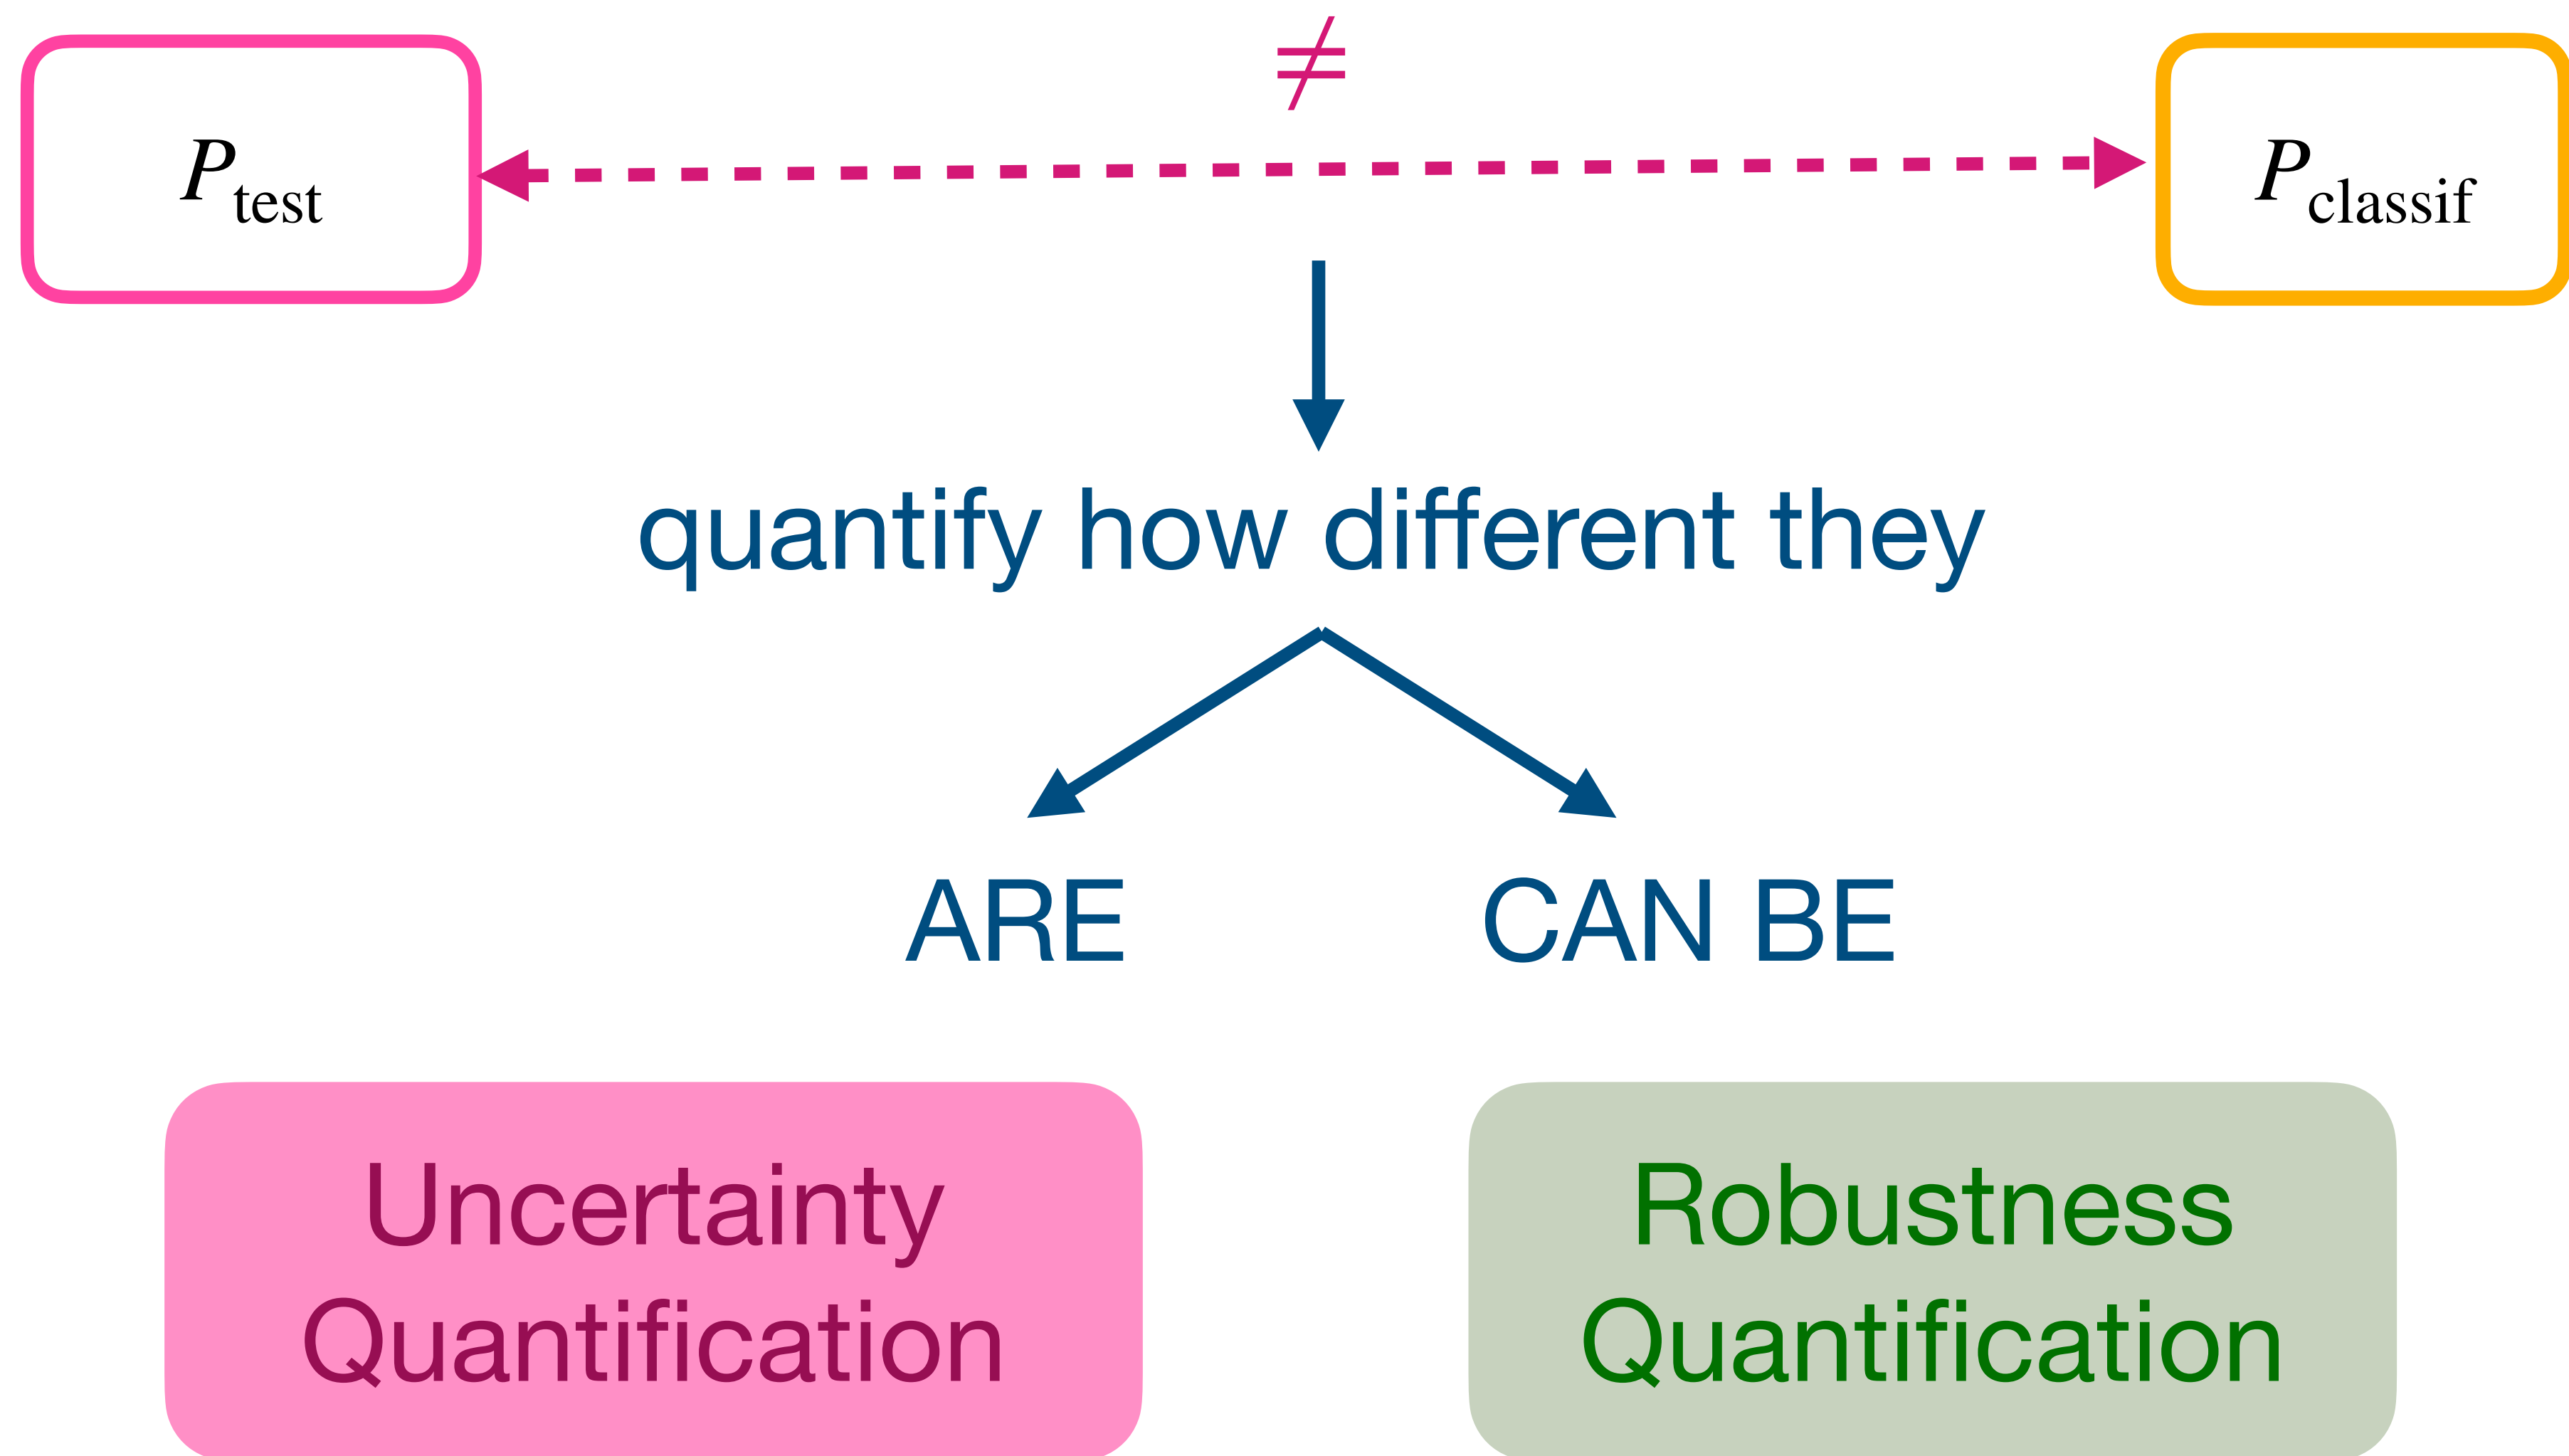 ≠
P_test
P_classif
quantify how different they
ARE
CAN BE
Uncertainty
Quantification
Robustness
Quantification